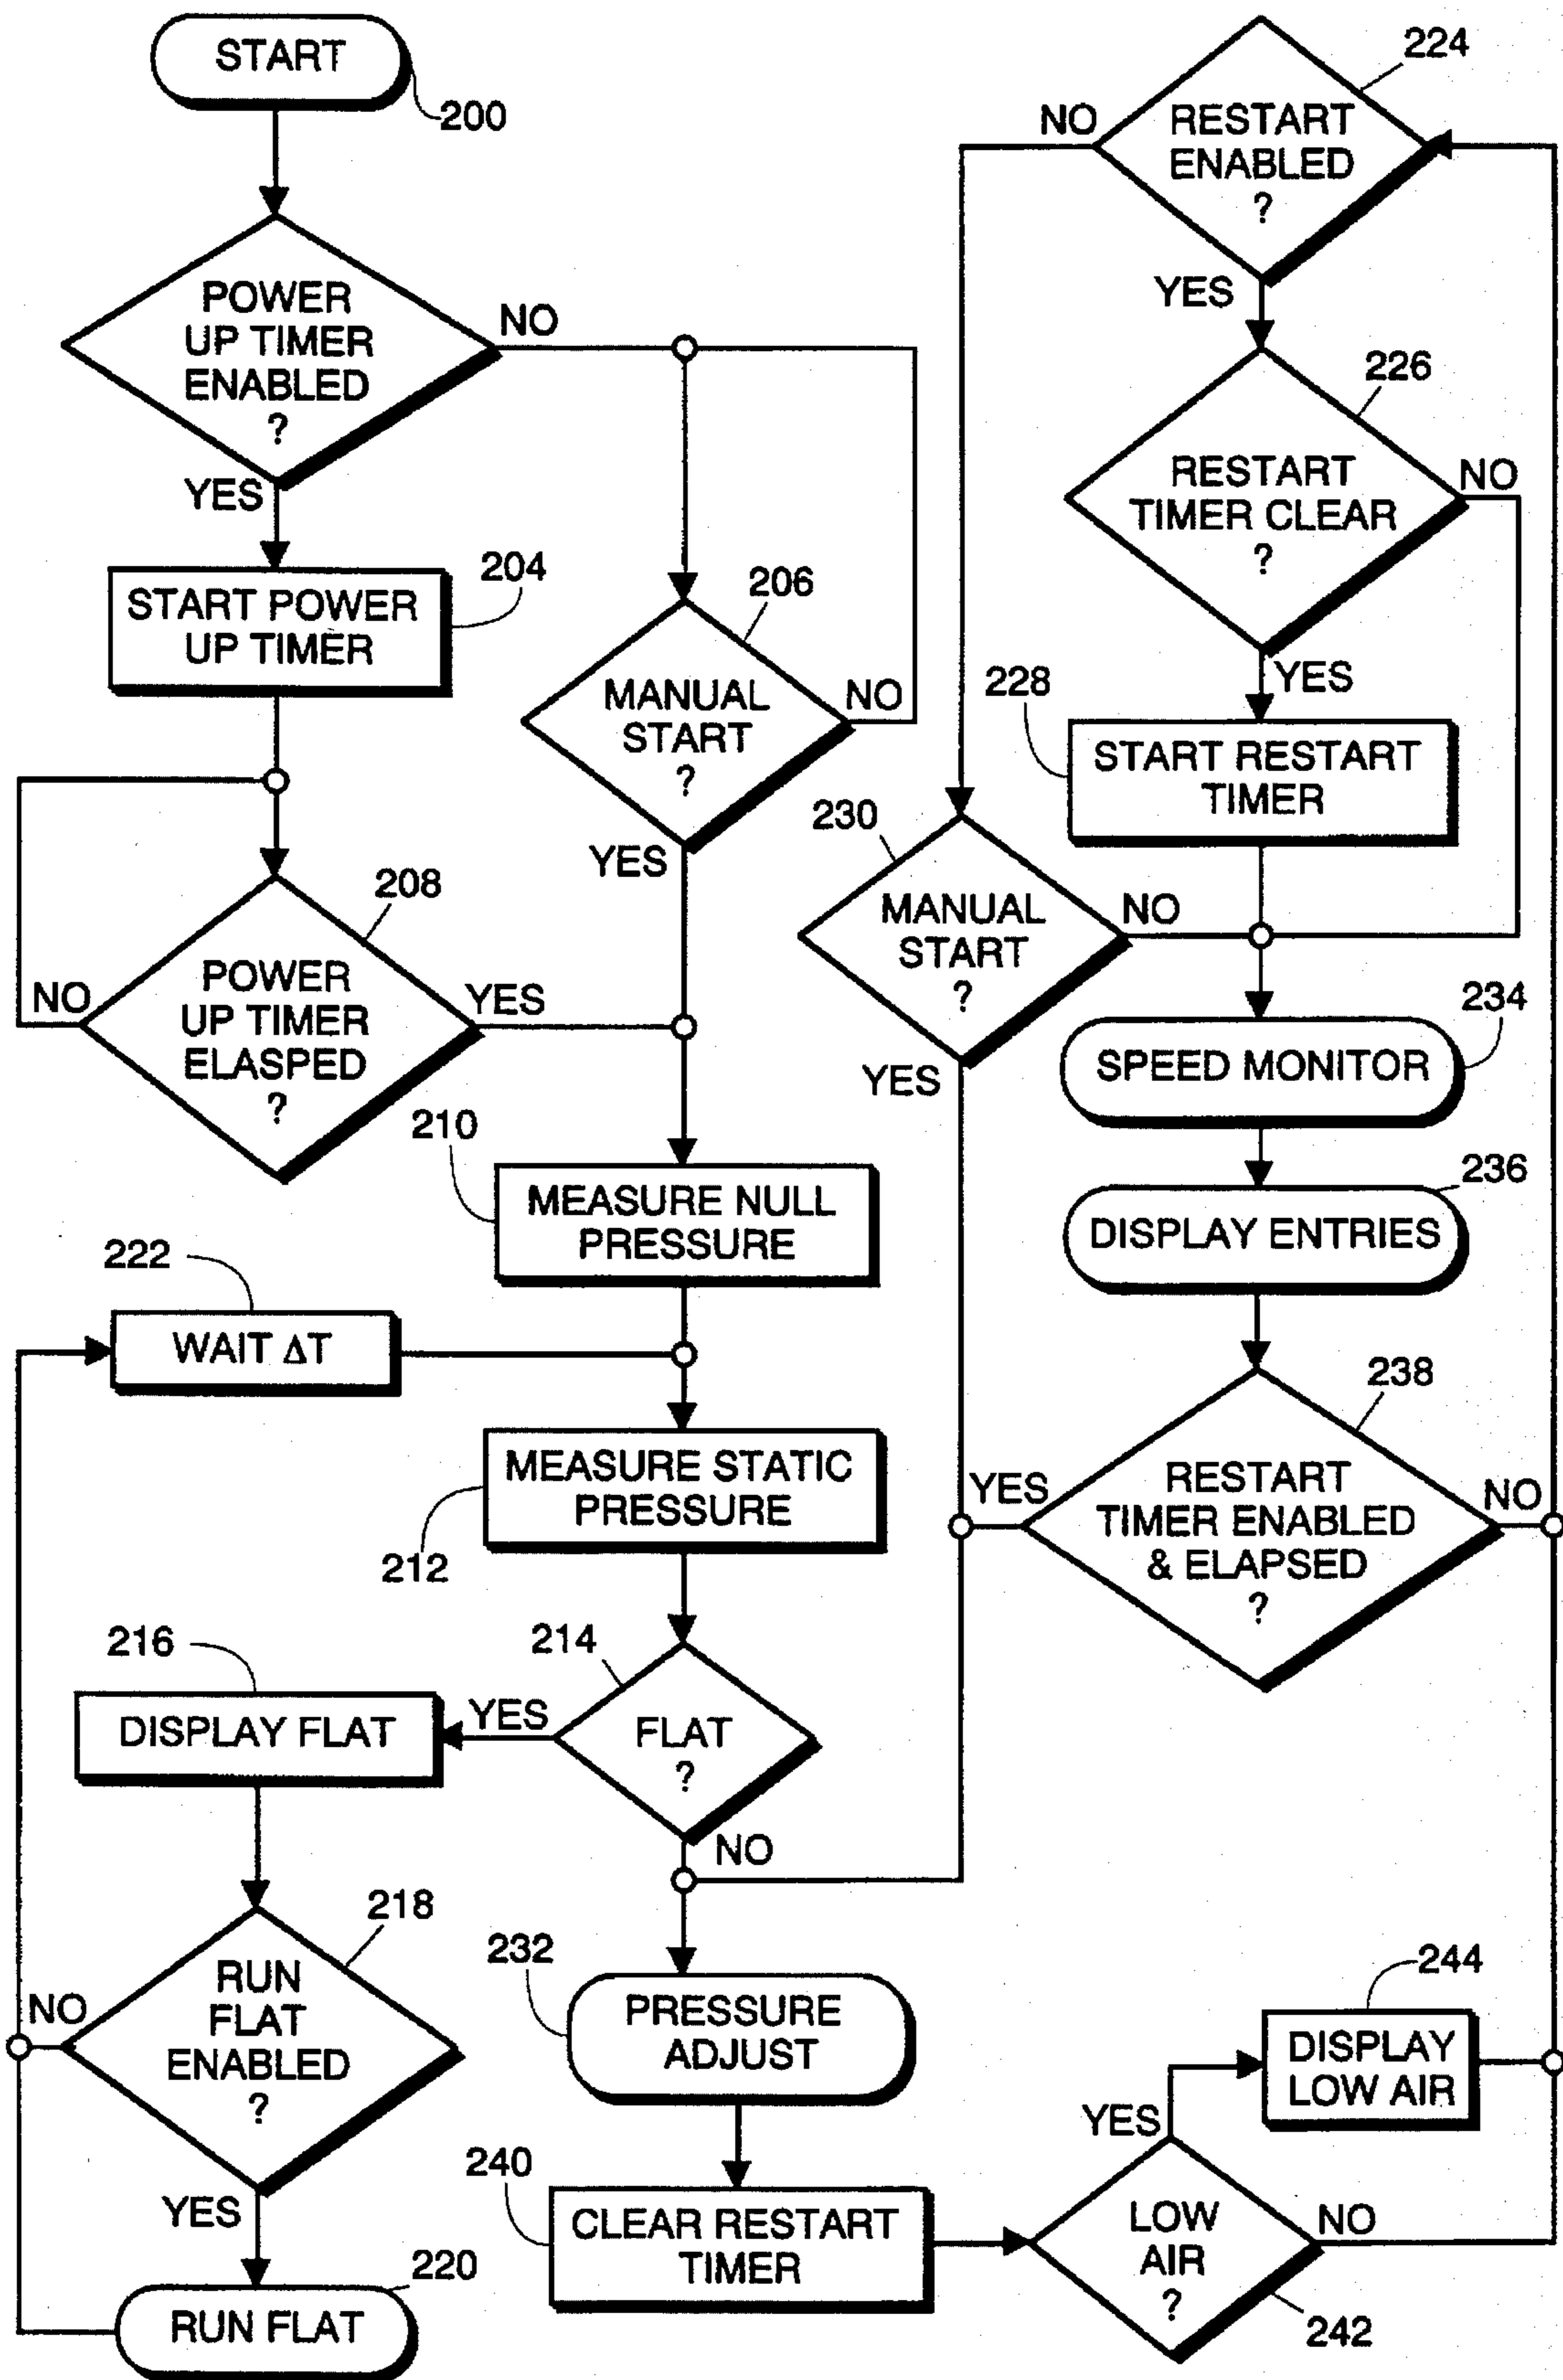 START
200
POWER
UP TIMER
ENABLED
?
NO
YES
START POWER
UP TIMER
204
206
MANUAL
START
?
NO
YES
208
POWER
UP TIMER
ELASPED
?
NO
YES
210
MEASURE NULL
PRESSURE
222
WAIT ΔT
MEASURE STATIC
PRESSURE
212
214
FLAT
?
YES
NO
216
DISPLAY FLAT
218
RUN
FLAT
ENABLED
?
NO
YES
220
RUN FLAT
224
RESTART
ENABLED
?
NO
YES
226
RESTART
TIMER CLEAR
?
NO
YES
228
START RESTART
TIMER
230
MANUAL
START
?
NO
YES
234
SPEED MONITOR
236
DISPLAY ENTRIES
238
RESTART
TIMER ENABLED
& ELAPSED
?
YES
NO
232
PRESSURE
ADJUST
240
CLEAR RESTART
TIMER
LOW
AIR
?
242
YES
NO
244
DISPLAY
LOW AIR